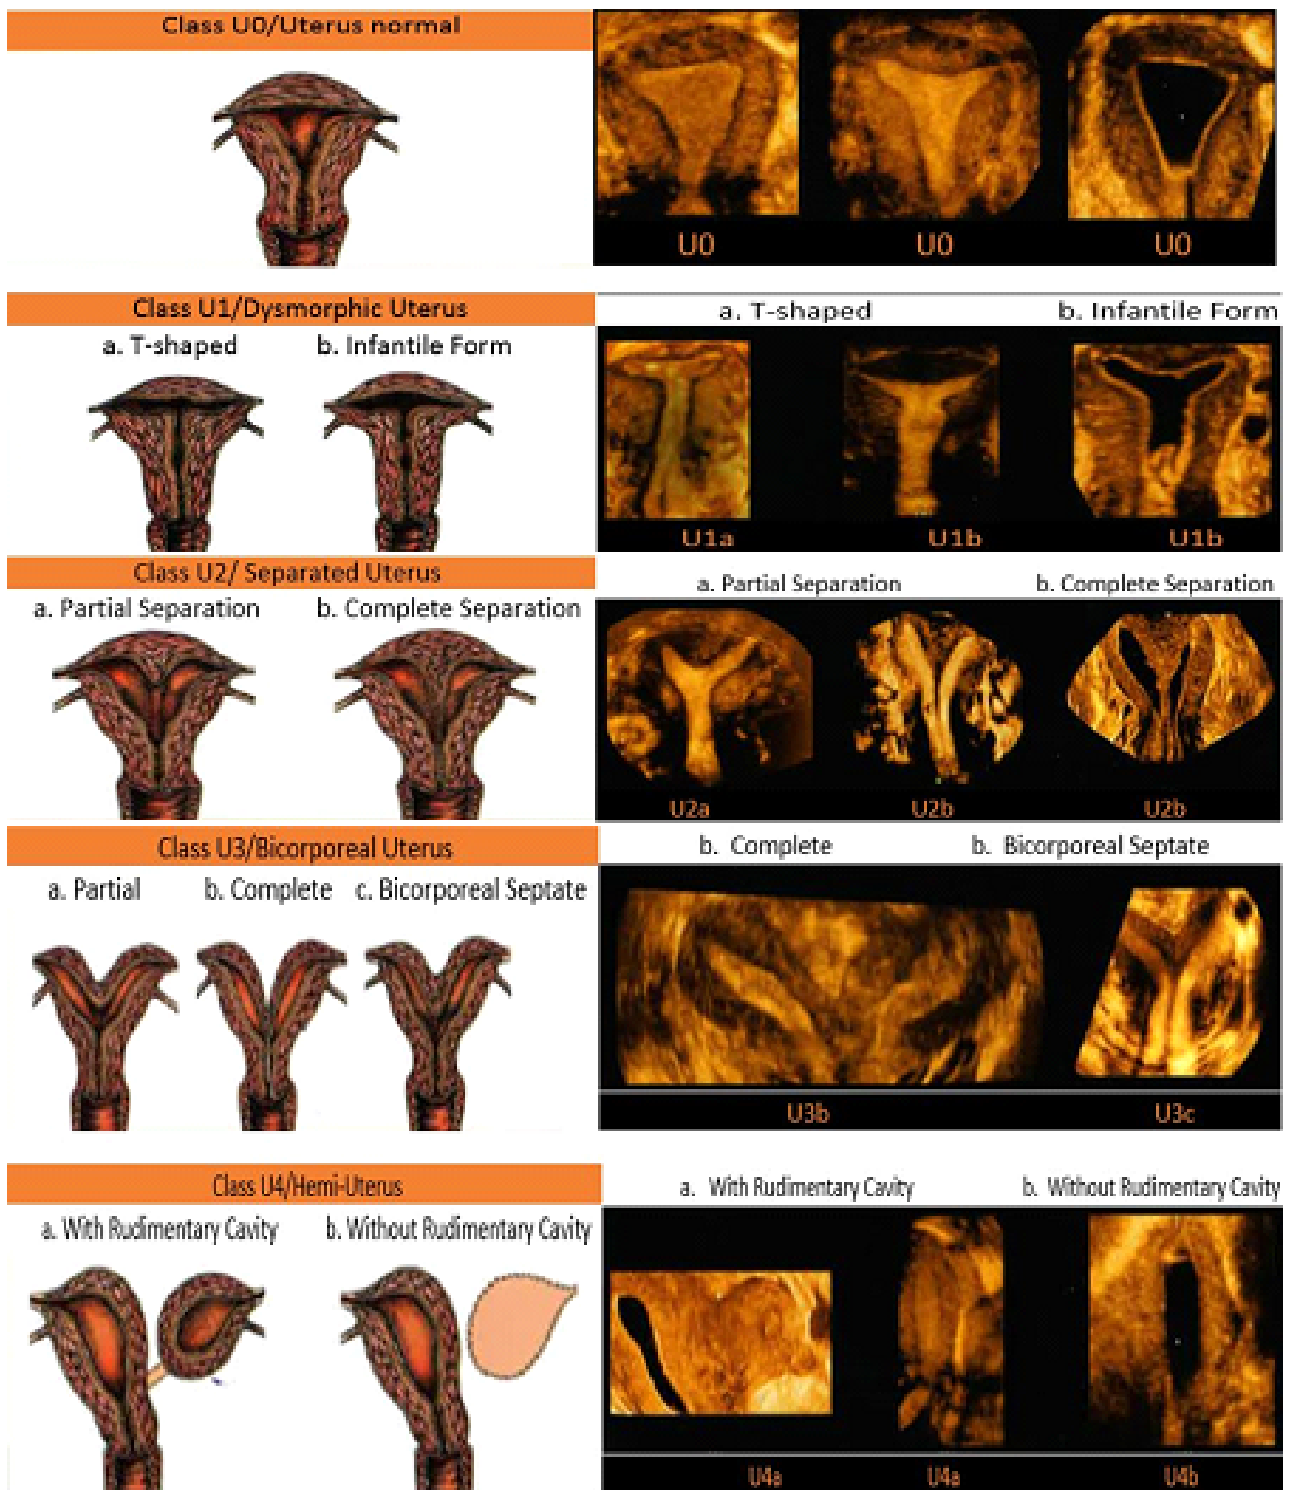 Class U0/Uterus normal
U0 U0 U0
Class U1/Dysmorphic Uterus
a. T-shaped b. Infantile Form
a. T-shaped b. Infantile Form
U1a U1b U1b
Class U2/ Separated Uterus
a. Partial Separation b. Complete Separation
a. Partial Separation b. Complete Separation
U2a U2b U2b
Class U3/Bicorporeal Uterus
a. Partial b. Complete c. Bicorporeal Septate
b. Complete b. Bicorporeal Septate
U3b U3c
Class U4/Hemi-Uterus
a. With Rudimentary Cavity b. Without Rudimentary Cavity
a. With Rudimentary Cavity b. Without Rudimentary Cavity
U4a U4a U4b